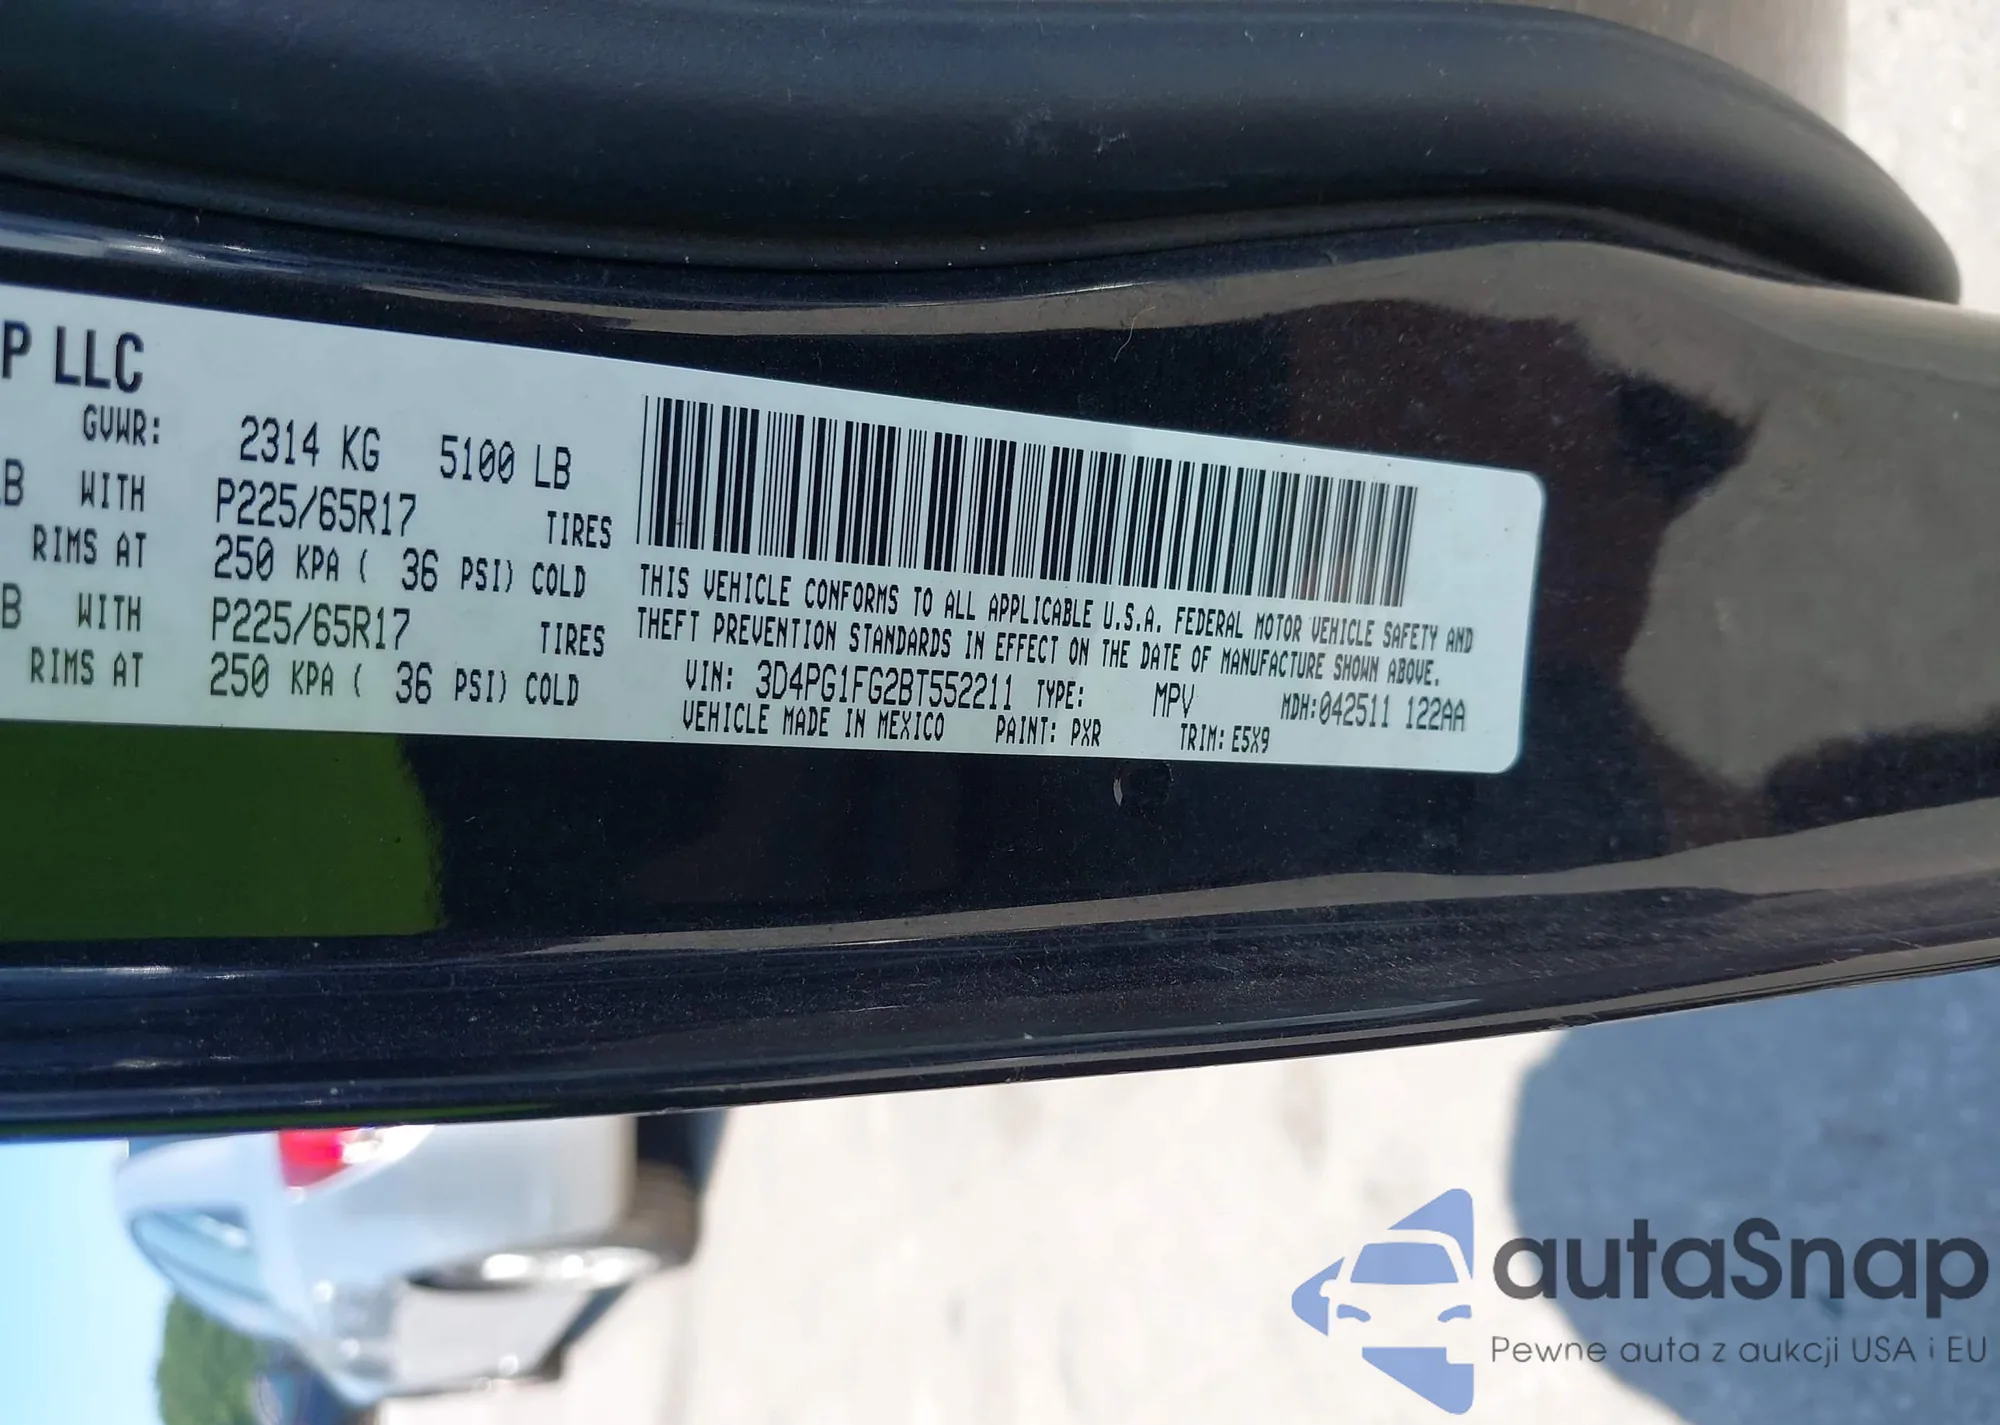 P LLC
GVWR: 2314 KG 5100 LB
B WITH P225/65R17 TIRES
RIMS AT 250 KPA ( 36 PSI) COLD
B WITH P225/65R17 TIRES
RIMS AT 250 KPA ( 36 PSI) COLD
THIS VEHICLE CONFORMS TO ALL APPLICABLE U.S.A. FEDERAL MOTOR VEHICLE SAFETY AND
THEFT PREVENTION STANDARDS IN EFFECT ON THE DATE OF MANUFACTURE SHOWN ABOVE.
VIN: 3D4PG1FG2BT552211 TYPE: MPV MDH:042511 122AA
VEHICLE MADE IN MEXICO PAINT: PXR TRIM: E5X9
autaSnap
Pewne auta z aukcji USA i EU